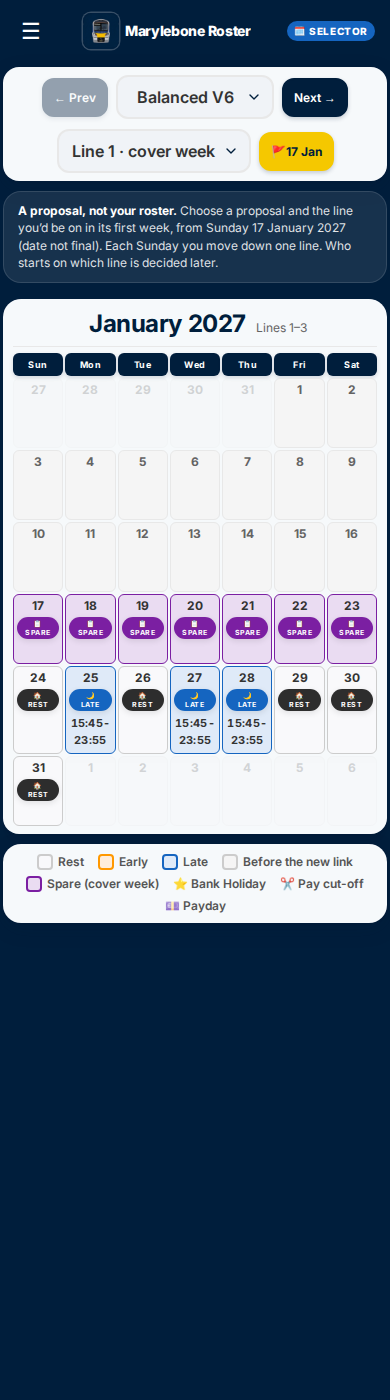 ☰ Marylebone Roster 🗓️ SELECTOR
← Prev Balanced V6 Next →
Line 1 · cover week 🚩17 Jan
A proposal, not your roster. Choose a proposal and the line
you’d be on in its first week, from Sunday 17 January 2027
(date not final). Each Sunday you move down one line. Who
starts on which line is decided later.
January 2027 Lines 1–3
Sun Mon Tue Wed Thu Fri Sat
27 28 29 30 31 1 2
3 4 5 6 7 8 9
10 11 12 13 14 15 16
17 18 19 20 21 22 23
📋 📋 📋 📋 📋 📋 📋
SPARE SPARE SPARE SPARE SPARE SPARE SPARE
24 25 26 27 28 29 30
🏠 🌙 🏠 🌙 🌙 🏠 🏠
REST LATE REST LATE LATE REST REST
15:45- 15:45- 15:45-
23:55 23:55 23:55
31 1 2 3 4 5 6
🏠
REST
Rest Early Late Before the new link
Spare (cover week) ⭐ Bank Holiday ✂️ Pay cut-off
💷 Payday